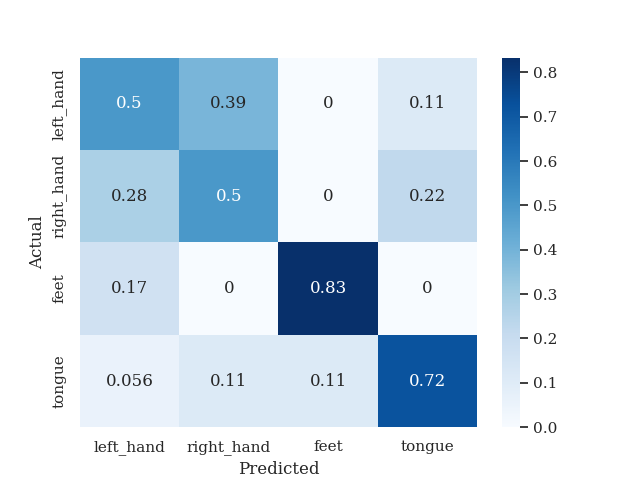 left_hand 0.5 0.39 0 0.11
right_hand 0.28 0.5 0 0.22
feet 0.17 0 0.83 0
tongue 0.056 0.11 0.11 0.72
Actual
left_hand right_hand feet tongue
Predicted
0.8
0.7
0.6
0.5
0.4
0.3
0.2
0.1
0.0